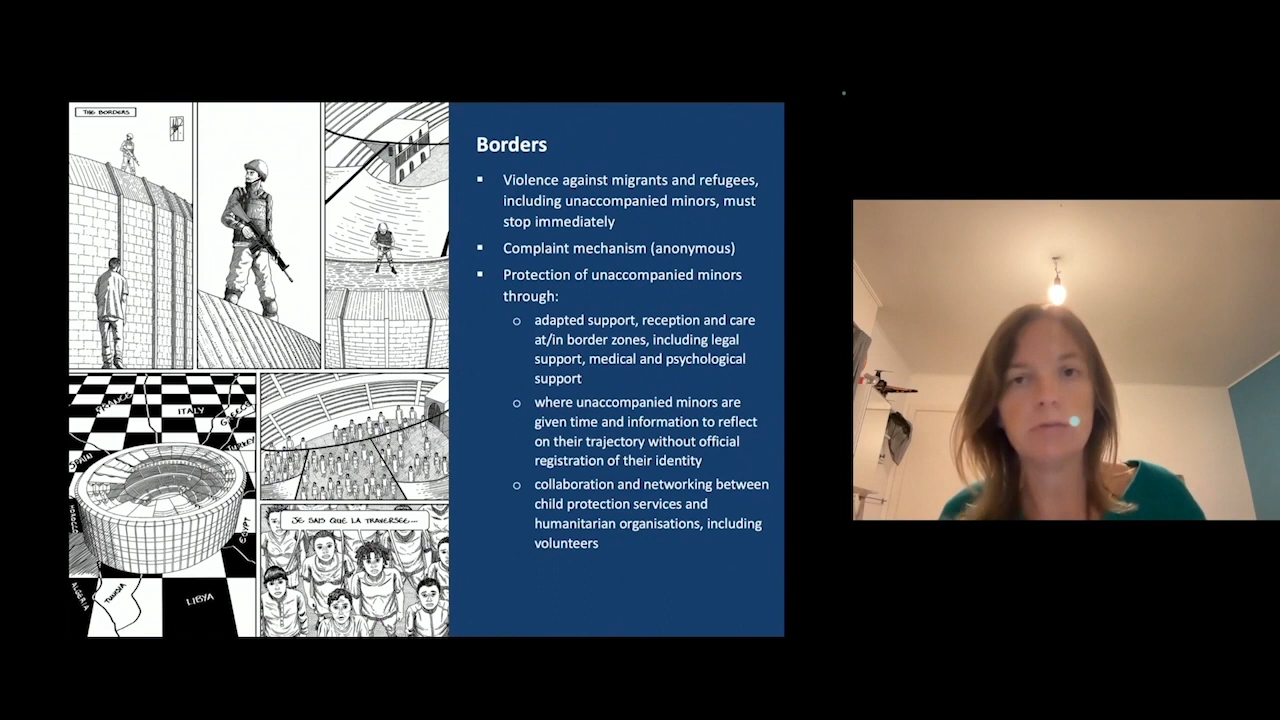 THE BORDERS
FRANCE
ITALY
GREECE
TURKEY
SPAIN
EGYPT
ALGERIA
TUNISIA
LIBYA
JE SAIS QUE LA TRAVERSÉE...
Borders
▪ Violence against migrants and refugees,
including unaccompanied minors, must
stop immediately
▪ Complaint mechanism (anonymous)
▪ Protection of unaccompanied minors
through:
o adapted support, reception and care
at/in border zones, including legal
support, medical and psychological
support
o where unaccompanied minors are
given time and information to reflect
on their trajectory without official
registration of their identity
o collaboration and networking between
child protection services and
humanitarian organisations, including
volunteers